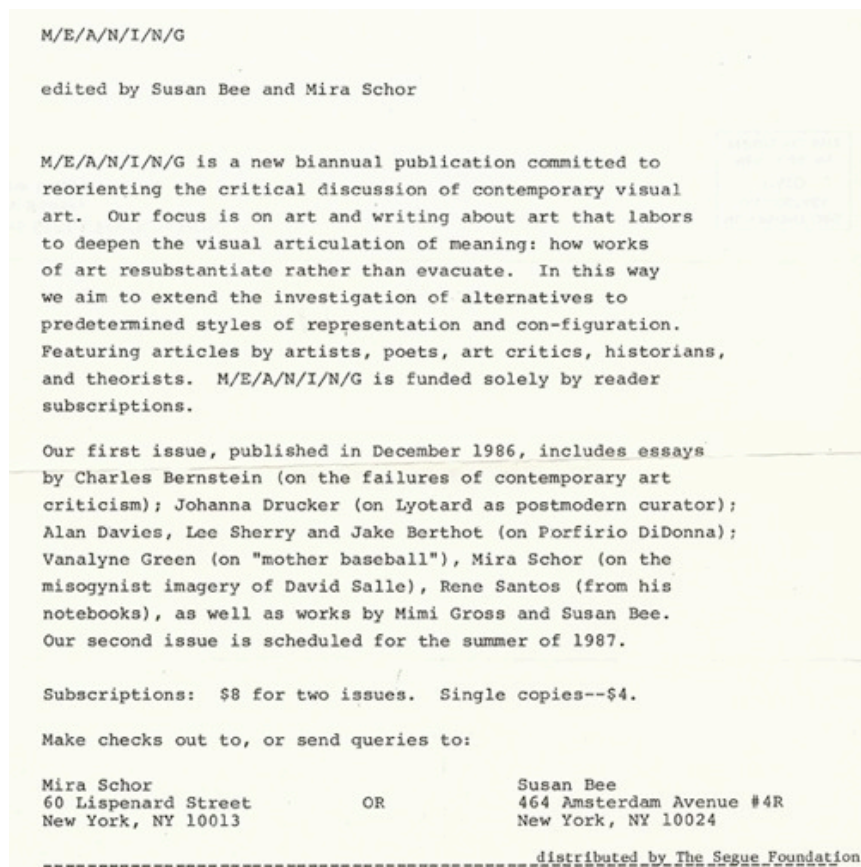 M/E/A/N/I/N/G
edited by Susan Bee and Mira Schor
M/E/A/N/I/N/G is a new biannual publication committed to
reorienting the critical discussion of contemporary visual
art.  Our focus is on art and writing about art that labors
to deepen the visual articulation of meaning: how works
of art resubstantiate rather than evacuate.  In this way
we aim to extend the investigation of alternatives to
predetermined styles of representation and con-figuration.
Featuring articles by artists, poets, art critics, historians,
and theorists.  M/E/A/N/I/N/G is funded solely by reader
subscriptions.
Our first issue, published in December 1986, includes essays
by Charles Bernstein (on the failures of contemporary art
criticism); Johanna Drucker (on Lyotard as postmodern curator);
Alan Davies, Lee Sherry and Jake Berthot (on Porfirio DiDonna);
Vanalyne Green (on "mother baseball"), Mira Schor (on the
misogynist imagery of David Salle), Rene Santos (from his
notebooks), as well as works by Mimi Gross and Susan Bee.
Our second issue is scheduled for the summer of 1987.
Subscriptions:  $8 for two issues.  Single copies--$4.
Make checks out to, or send queries to:
Mira Schor Susan Bee
60 Lispenard Street OR 464 Amsterdam Avenue #4R
New York, NY 10013 New York, NY 10024
distributed by The Segue Foundation